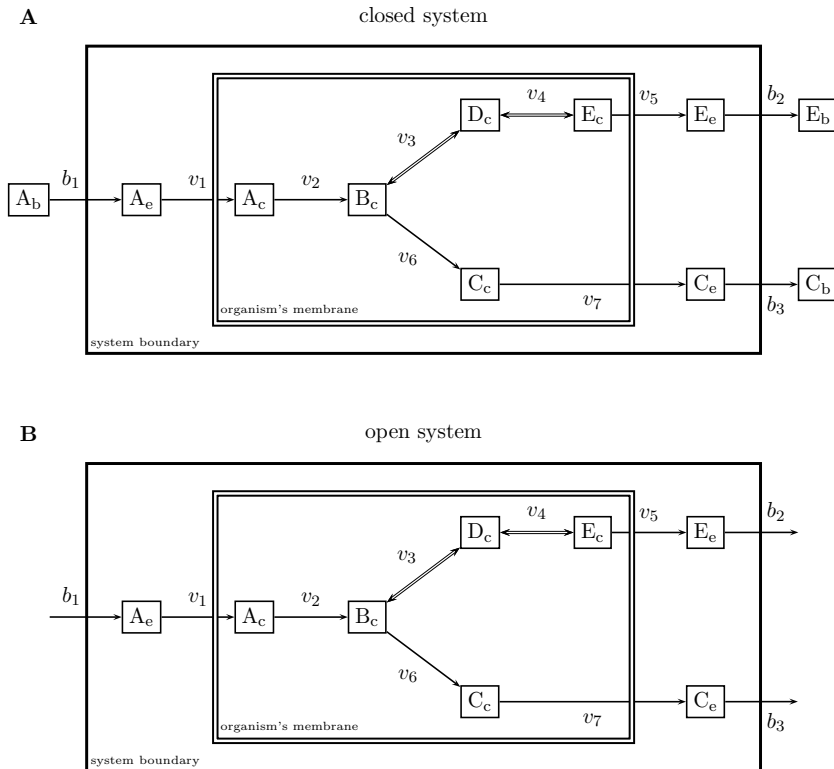 A
closed system
D_c v_4 E_c v_5 E_e b_2 E_b
v_3
A_b b_1 A_e v_1 A_c v_2 B_c
v_6
C_c v_7 C_e b_3 C_b
organism's membrane
system boundary
B
open system
D_c v_4 E_c v_5 E_e b_2
v_3
b_1 A_e v_1 A_c v_2 B_c
v_6
C_c v_7 C_e b_3
organism's membrane
system boundary